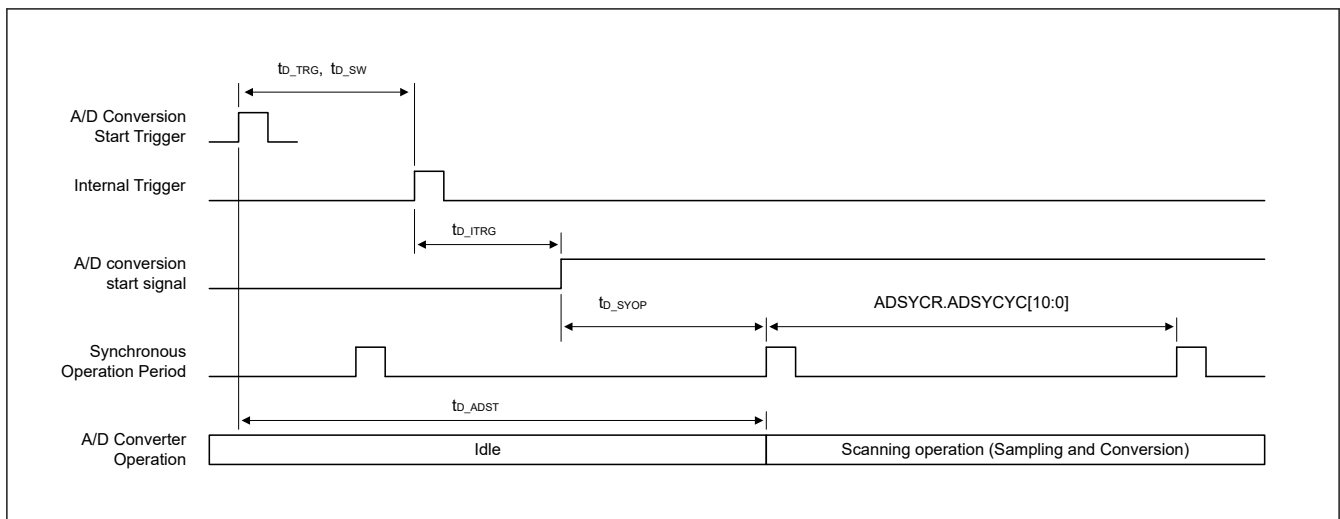 tD_TRG, tD_SW
A/D Conversion
Start Trigger
Internal Trigger
tD_ITRG
A/D conversion
start signal
tD_SYOP
ADSYCR.ADSYCYC[10:0]
Synchronous
Operation Period
tD_ADST
A/D Converter
Operation
Idle
Scanning operation (Sampling and Conversion)